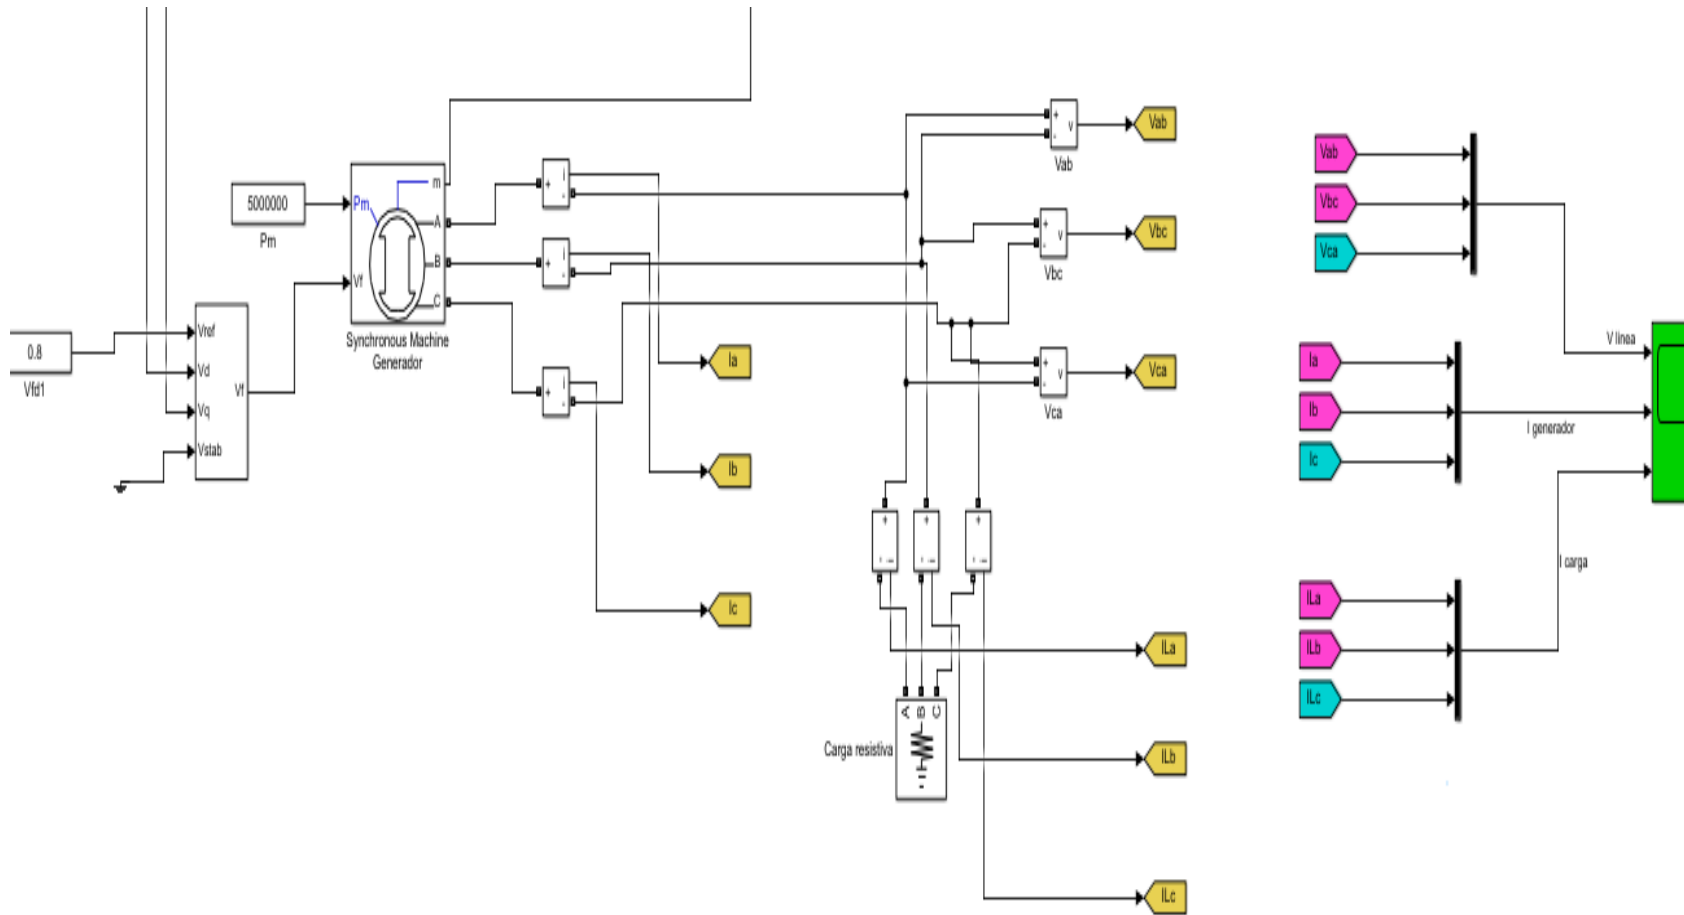 5000000
Pm
Pm
Vf
m
A
B
C
Synchronous Machine
Generador
0.8
Vfd1
Vref
Vd
Vq
Vstab
Vf
+
i
-
+
i
-
+
i
-
Ia
Ib
Ic
+
-
v
Vab
Vab
+
-
v
Vbc
Vbc
+
-
v
Vca
Vca
+
-
i
+
-
i
+
-
i
A
B
C
Carga resistiva
ILa
ILb
ILc
Vab
Vbc
Vca
V linea
Ia
Ib
Ic
I generador
ILa
ILb
ILc
I carga